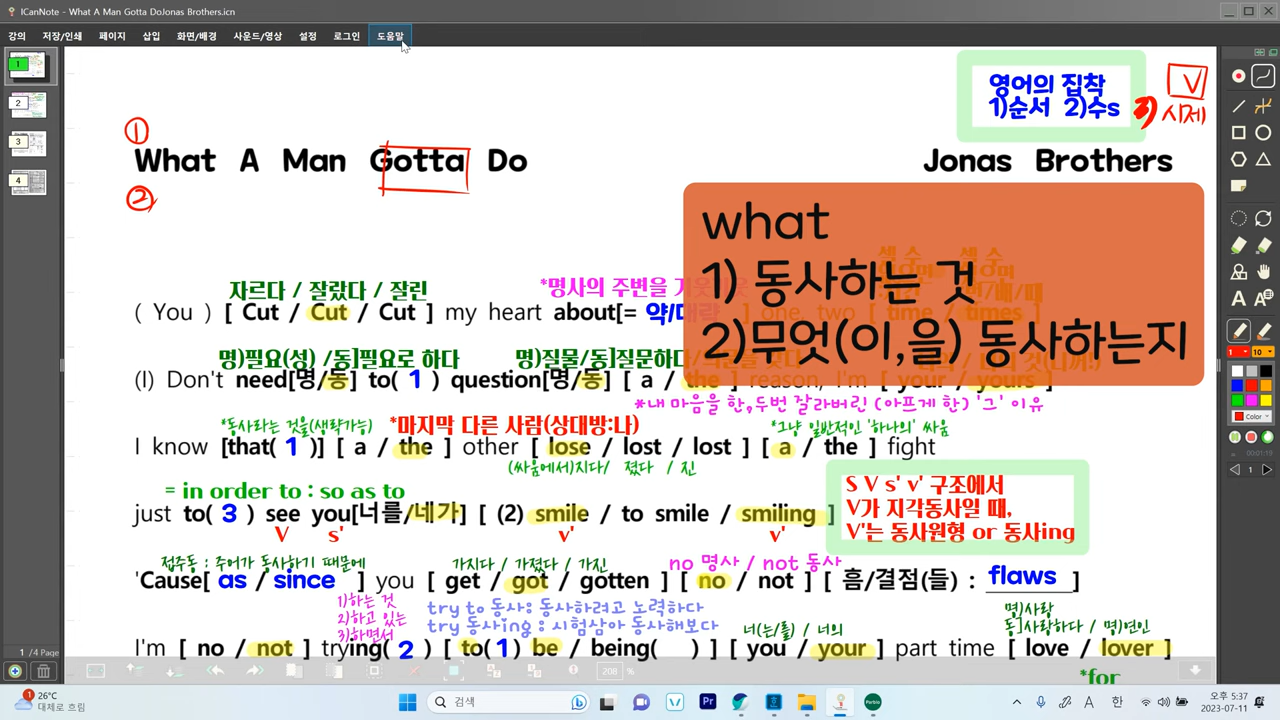 ICanNote - What A Man Gotta DoJonas Brothers.icn
강의 저장/인쇄 페이지 삽입 화면/배경 사운드/영상 설정 로그인 도움말
영어의 집착
1)순서 2)수s 3) 시제
V
①
What A Man Gotta Do Jonas Brothers
②
what
1) 동사하는 것
2)무엇(이,을) 동사하는지
자르다 / 잘랐다 / 잘린
*명사의 주변을
( You ) [ Cut / Cut / Cut ] my heart about[= 약/대략 ] one, two [ time / times ]
명)필요(성) /동]필요로 하다 명)질문/동]질문하다
(I) Don't need[명/동] to( 1 ) question[명/동] [ a / the ] reason, I'm [ your / yours ]
*내 마음을 한,두번 잘라버린 (아프게 한) '그' 이유
*동사라는 것을(생략가능) *마지막 다른 사람(상대방:나) *그냥 일반적인 '하나의' 싸움
I know [that( 1 )] [ a / the ] other [ lose / lost / lost ] [ a / the ] fight
(싸움에서)지다/ 졌다 / 진
= in order to : so as to
just to( 3 ) see you[너를/네가] [ (2) smile / to smile / smiling ]
V s' v' v'
S V s' v' 구조에서
V가 지각동사일 때,
V'는 동사원형 or 동사ing
접주동 : 주어가 동사하기 때문에 가지다 / 가졌다 / 가진 no 명사 / not 동사
'Cause[ as / since ] you [ get / got / gotten ] [ no / not ] [ 흠/결점(들) : flaws ]
1)하는 것
2)하고 있는
3)하면서
try to 동사: 동사하려고 노력하다
try 동사ing : 시험삼아 동사해보다
너(는/를) / 너의
명)사랑
동]사랑하다 / 명)연인
I'm [ no / not ] trying( 2 ) [ to( 1 ) be / being( ) ] [ you / your ] part time [ love / lover ]
*for
1 / 4 Page
208 %
Color
00:01:19
1
26°C
대체로 흐림
검색
오후 5:37
2023-07-11